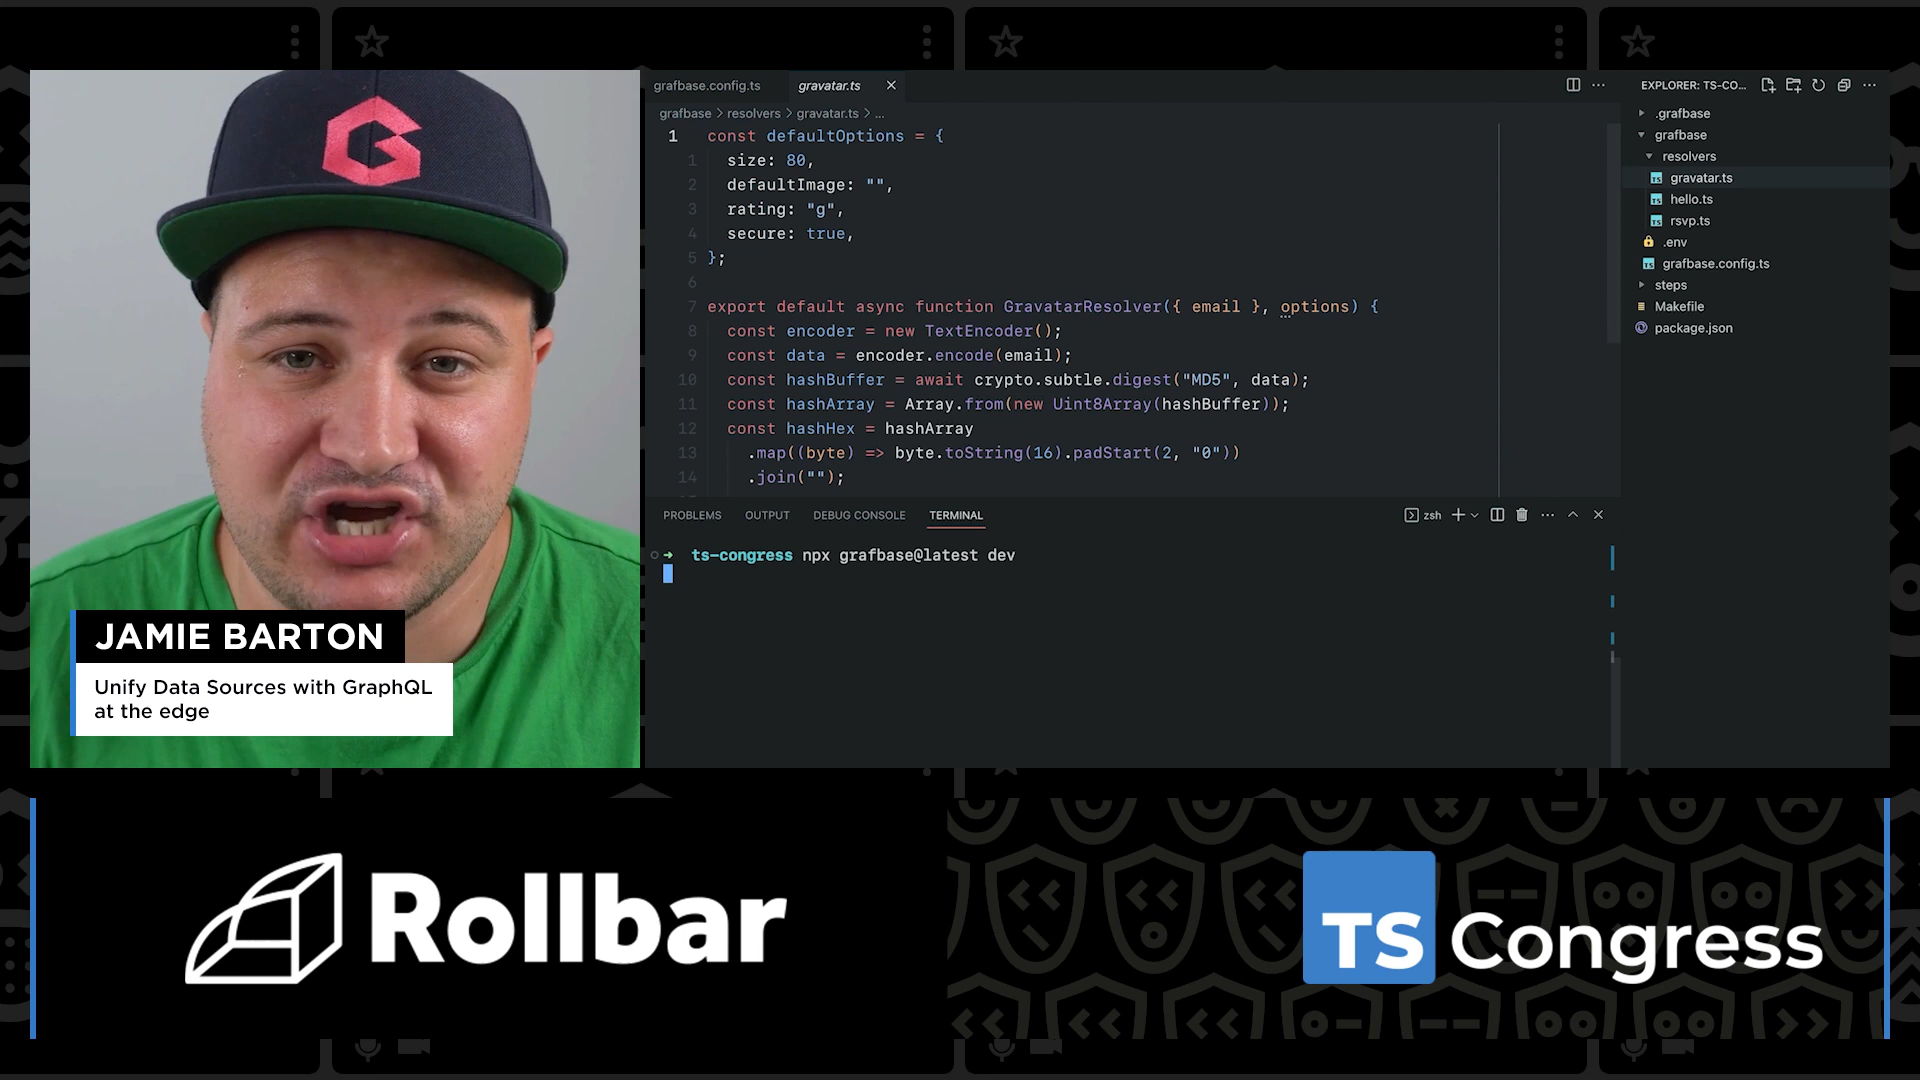 JAMIE BARTON
Unify Data Sources with GraphQL
at the edge
grafbase.config.ts
gravatar.ts
grafbase > resolvers > gravatar.ts > ...
1 const defaultOptions = {
1 size: 80,
2 defaultImage: "",
3 rating: "g",
4 secure: true,
5 };
6
7 export default async function GravatarResolver({ email }, options) {
8 const encoder = new TextEncoder();
9 const data = encoder.encode(email);
10 const hashBuffer = await crypto.subtle.digest("MD5", data);
11 const hashArray = Array.from(new Uint8Array(hashBuffer));
12 const hashHex = hashArray
13 .map((byte) => byte.toString(16).padStart(2, "0"))
14 .join("");
PROBLEMS OUTPUT DEBUG CONSOLE TERMINAL
zsh
ts-congress npx grafbase@latest dev
EXPLORER: TS-CO...
.grafbase
grafbase
resolvers
TS gravatar.ts
TS hello.ts
TS rsvp.ts
.env
TS grafbase.config.ts
steps
Makefile
package.json
Rollbar
TS Congress